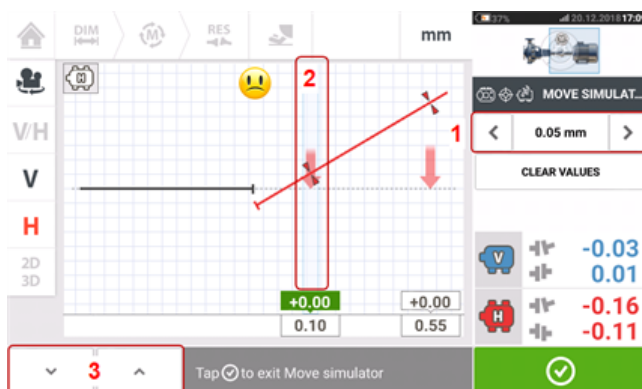 DIM
RES
mm
37%
20.12.2018 17:09
MOVE SIMULAT...
0.05 mm
CLEAR VALUES
V/H
V
H
2D
3D
H
2
1
+0.00
+0.00
0.10
0.55
V
-0.03
0.01
H
-0.16
-0.11
3
Tap to exit Move simulator